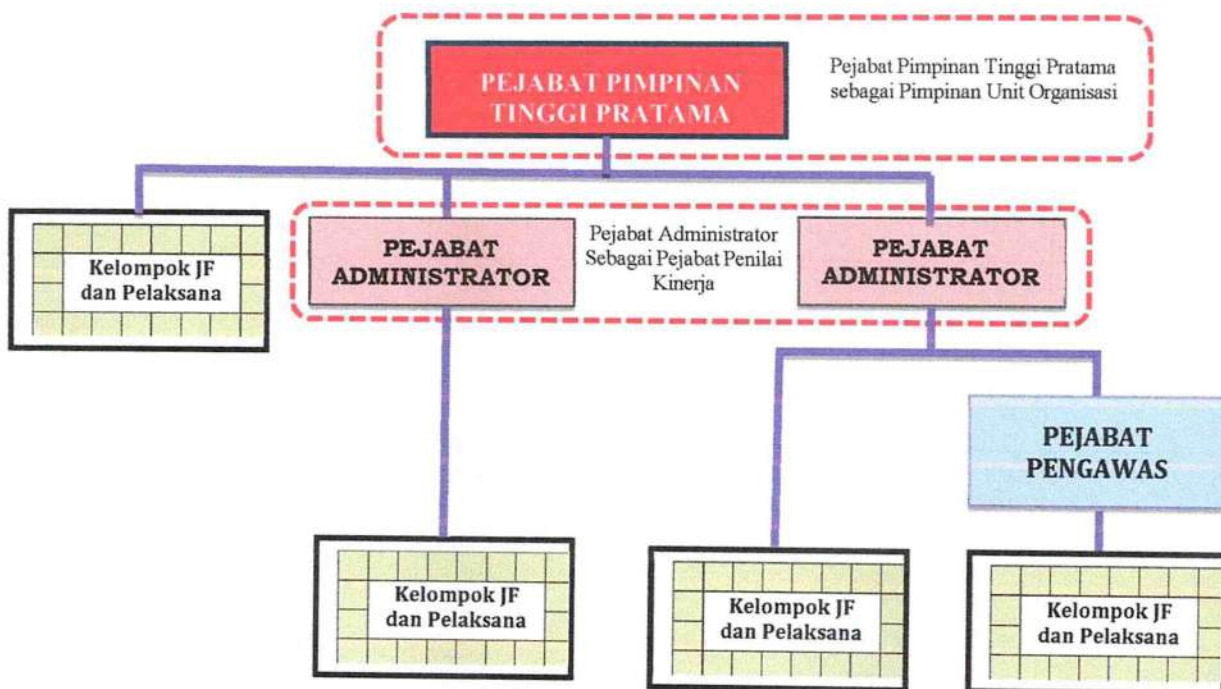 PEJABAT PIMPINAN
TINGGI PRATAMA
Pejabat Pimpinan Tinggi Pratama
sebagai Pimpinan Unit Organisasi
Kelompok JF
dan Pelaksana
PEJABAT
ADMINISTRATOR
Pejabat Administrator
Sebagai Pejabat Penilai
Kinerja
PEJABAT
ADMINISTRATOR
PEJABAT
PENGAWAS
Kelompok JF
dan Pelaksana
Kelompok JF
dan Pelaksana
Kelompok JF
dan Pelaksana